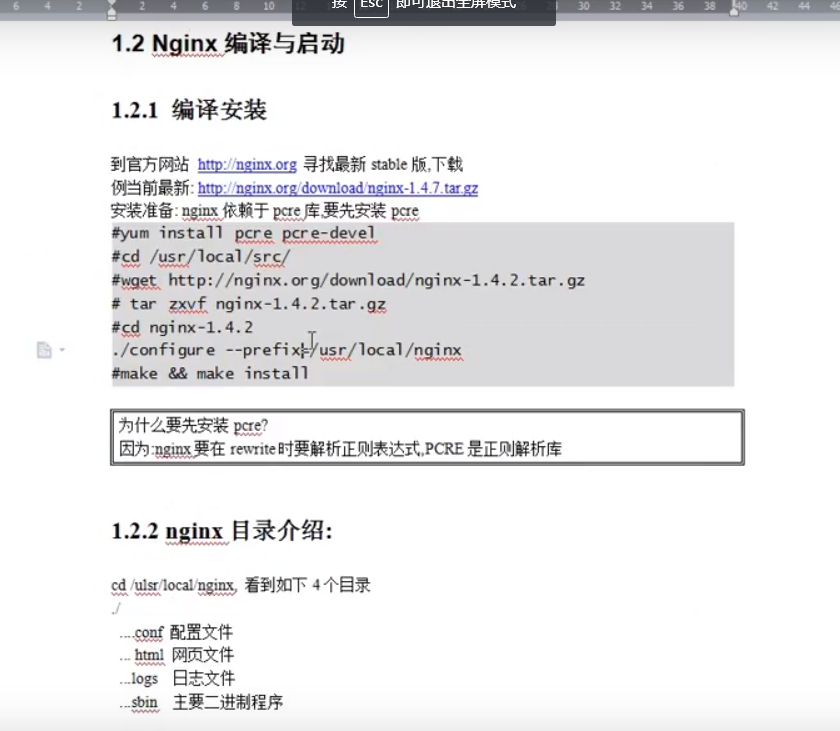 6 4 2 2 4 6 8 10 12 28 30 32 34 36 38 40 42 44 46
按 Esc 即可退出全屏模式
1.2 Nginx 编译与启动
1.2.1 编译安装
到官方网站 http://nginx.org 寻找最新 stable 版,下载
例当前最新: http://nginx.org/download/nginx-1.4.7.tar.gz
安装准备: nginx 依赖于 pcre 库,要先安装 pcre
#yum install pcre pcre-devel
#cd /usr/local/src/
#wget http://nginx.org/download/nginx-1.4.2.tar.gz
# tar zxvf nginx-1.4.2.tar.gz
#cd nginx-1.4.2
./configure --prefix=/usr/local/nginx
#make && make install
为什么要先安装 pcre?
因为:nginx 要在 rewrite 时要解析正则表达式,PCRE 是正则解析库
1.2.2 nginx 目录介绍:
cd /ulsr/local/nginx, 看到如下 4 个目录
./
....conf 配置文件
... html 网页文件
...logs 日志文件
...sbin 主要二进制程序